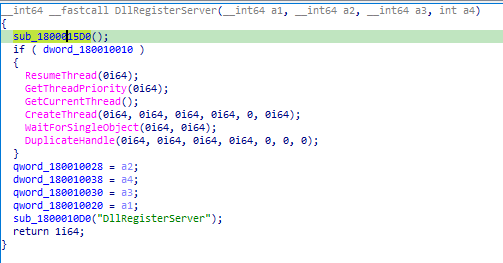 __int64 __fastcall DllRegisterServer(__int64 a1, __int64 a2, __int64 a3, int a4)
{
  sub_1800015D0();
  if ( dword_180010010 )
  {
    ResumeThread(0i64);
    GetThreadPriority(0i64);
    GetCurrentThread();
    CreateThread(0i64, 0i64, 0i64, 0i64, 0, 0i64);
    WaitForSingleObject(0i64, 0i64);
    DuplicateHandle(0i64, 0i64, 0i64, 0i64, 0, 0, 0);
  }
  qword_180010028 = a2;
  dword_180010038 = a4;
  qword_180010030 = a3;
  qword_180010020 = a1;
  sub_1800010D0("DllRegisterServer");
  return 1i64;
}